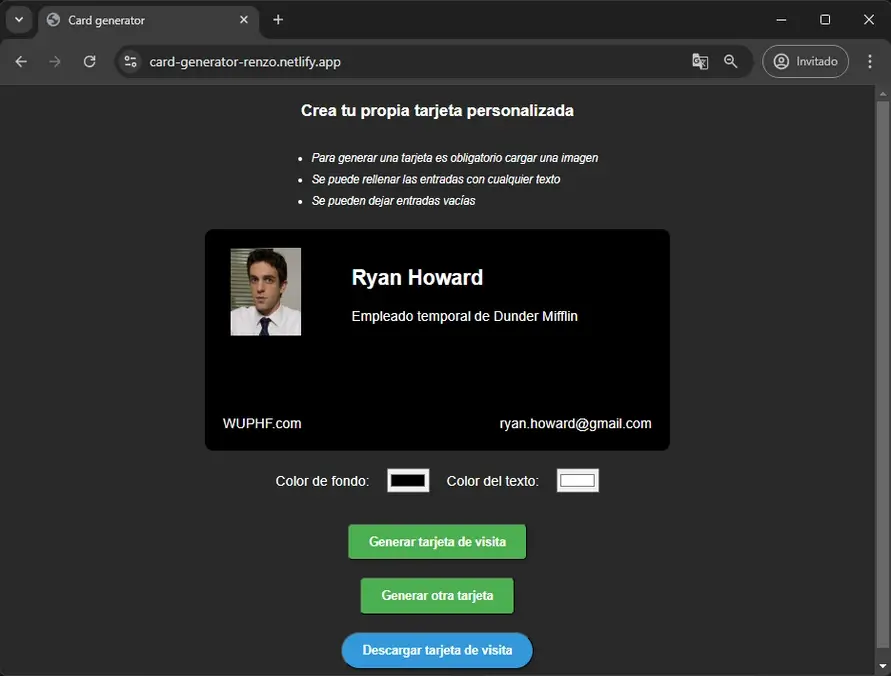 Card generator
card-generator-renzo.netlify.app
Invitado
Crea tu propia tarjeta personalizada
Para generar una tarjeta es obligatorio cargar una imagen
Se puede rellenar las entradas con cualquier texto
Se pueden dejar entradas vacías
Ryan Howard
Empleado temporal de Dunder Mifflin
WUPHF.com
ryan.howard@gmail.com
Color de fondo:
Color del texto:
Generar tarjeta de visita
Generar otra tarjeta
Descargar tarjeta de visita